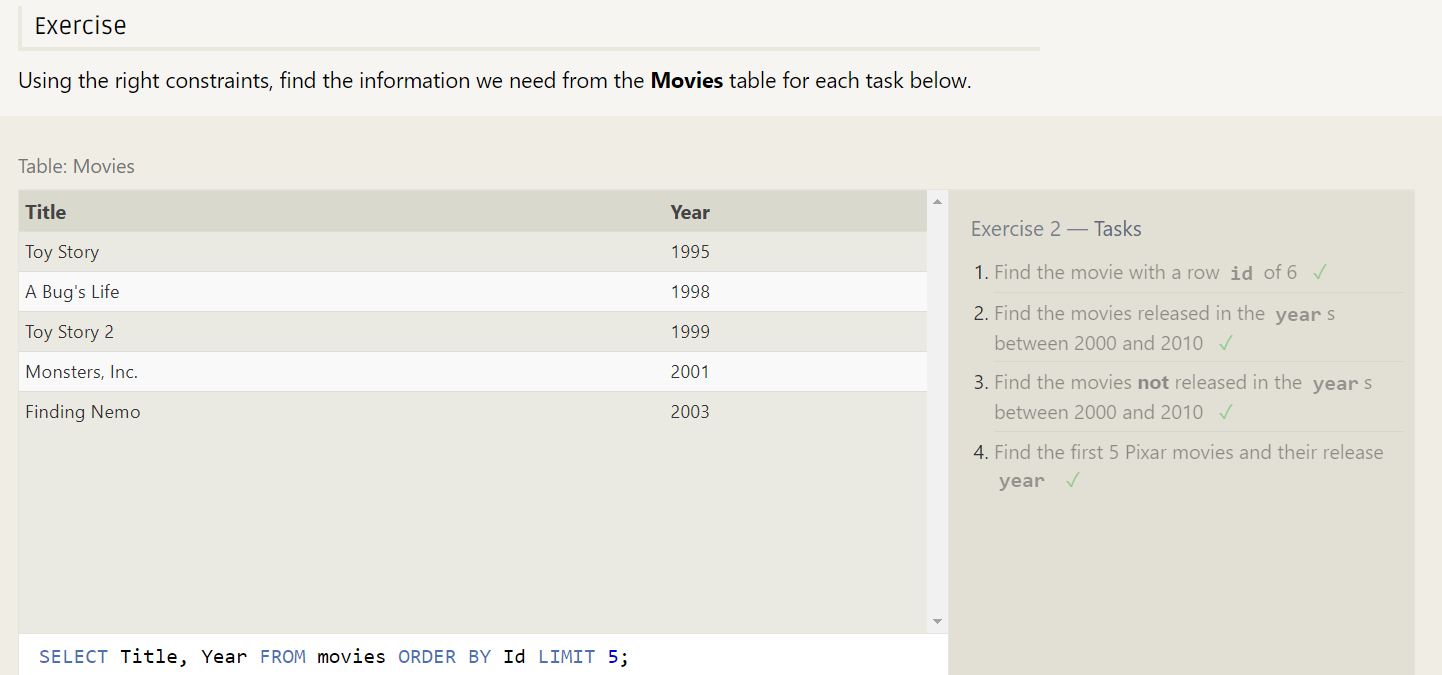 Exercise
Using the right constraints, find the information we need from the Movies table for each task below.
Table: Movies
Title Year
Toy Story 1995
A Bug's Life 1998
Toy Story 2 1999
Monsters, Inc. 2001
Finding Nemo 2003
SELECT Title, Year FROM movies ORDER BY Id LIMIT 5;
Exercise 2 — Tasks
1. Find the movie with a row id of 6 ✓
2. Find the movies released in the year s
between 2000 and 2010 ✓
3. Find the movies not released in the year s
between 2000 and 2010 ✓
4. Find the first 5 Pixar movies and their release
year ✓